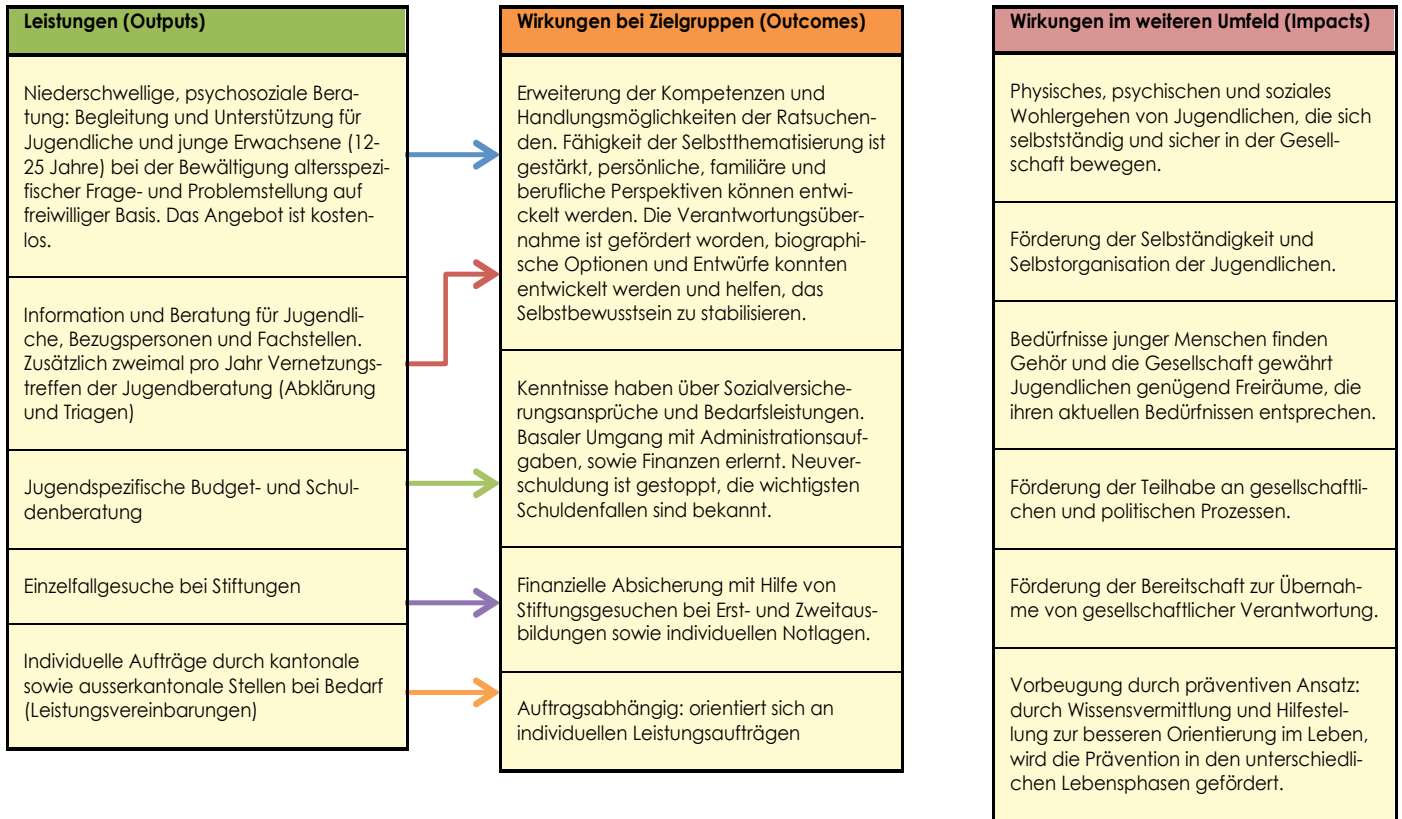 Leistungen (Outputs)
Niederschwellige, psychosoziale Bera-
tung: Begleitung und Unterstützung für
Jugendliche und junge Erwachsene (12-
25 Jahre) bei der Bewältigung altersspezi-
fischer Frage- und Problemstellung auf
freiwilliger Basis. Das Angebot ist kosten-
los.
Information und Beratung für Jugendli-
che, Bezugspersonen und Fachstellen.
Zusätzlich zweimal pro Jahr Vernetzungs-
treffen der Jugendberatung (Abklärung
und Triagen)
Jugendspezifische Budget- und Schul-
denberatung
Einzelfallgesuche bei Stiftungen
Individuelle Aufträge durch kantonale
sowie ausserkantonale Stellen bei Bedarf
(Leistungsvereinbarungen)
Wirkungen bei Zielgruppen (Outcomes)
Erweiterung der Kompetenzen und
Handlungsmöglichkeiten der Ratsuchen-
den. Fähigkeit der Selbstthematisierung ist
gestärkt, persönliche, familiäre und
berufliche Perspektiven können entwi-
ckelt werden. Die Verantwortungsüber-
nahme ist gefördert worden, biographi-
sche Optionen und Entwürfe konnten
entwickelt werden und helfen, das
Selbstbewusstsein zu stabilisieren.
Kenntnisse haben über Sozialversiche-
rungsansprüche und Bedarfsleistungen.
Basaler Umgang mit Administrationsauf-
gaben, sowie Finanzen erlernt. Neuver-
schuldung ist gestoppt, die wichtigsten
Schuldenfallen sind bekannt.
Finanzielle Absicherung mit Hilfe von
Stiftungsgesuchen bei Erst- und Zweitaus-
bildungen sowie individuellen Notlagen.
Auftragsabhängig: orientiert sich an
individuellen Leistungsaufträgen
Wirkungen im weiteren Umfeld (Impacts)
Physisches, psychischen und soziales
Wohlergehen von Jugendlichen, die sich
selbstständig und sicher in der Gesell-
schaft bewegen.
Förderung der Selbständigkeit und
Selbstorganisation der Jugendlichen.
Bedürfnisse junger Menschen finden
Gehör und die Gesellschaft gewährt
Jugendlichen genügend Freiräume, die
ihren aktuellen Bedürfnissen entsprechen.
Förderung der Teilhabe an gesellschaftli-
chen und politischen Prozessen.
Förderung der Bereitschaft zur Übernah-
me von gesellschaftlicher Verantwortung.
Vorbeugung durch präventiven Ansatz:
durch Wissensvermittlung und Hilfestel-
lung zur besseren Orientierung im Leben,
wird die Prävention in den unterschiedli-
chen Lebensphasen gefördert.